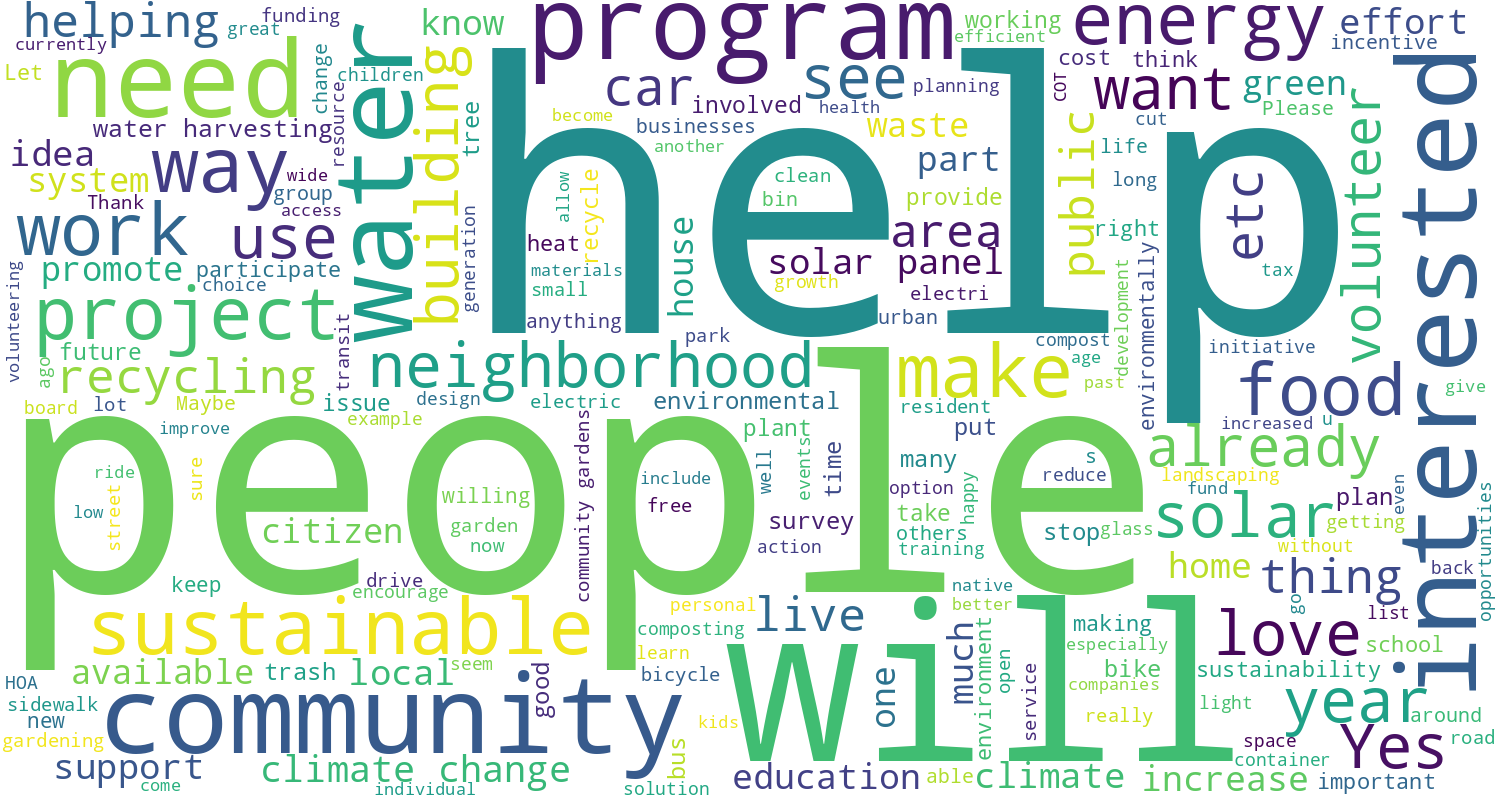 helping
funding
great
currently
Let
need
change
children
know
program
working
efficient
energy
effort
incentive
cost
think
car
see
planning
COT
want
green
Please
involved
health
businesses
another
become
waste
cut
water harvesting
resource
building
tree
water
help
idea
way
wide
system
group
Thank
access
part
public
life
long
volunteer
interested
etc
clean
bin
provide
allow
recycle
work
use
generation
heat
house
area
right
promote
participate
choice
materials
small
solar panel
growth
electri
environmentally
tax
volunteering
project
transit
anything
park
urban
development
compost
age
past
initiative
future
ago
recycling
neighborhood
make
food
give
board
lot
Maybe
issue
design
electric
environmental
resident
increased
u
improve
example
people
community gardens
plant
put
already
ride
sure
low
street
include
free
well
events
time
many
s
reduce
option
happy
landscaping
fund
plan
even
opportunities
citizen
willing
garden
now
survey
action
take
others
training
stop
glass
solar
getting
without
keep
drive
encourage
native
better
home
thing
back
sustainable
personal
composting
learn
live
will
making
especially
go
list
love
school
HOA
available
trash
local
seem
good
bicycle
one
much
environment
open
service
bike
companies
really
sustainability
light
year
around
sidewalk
new
gardening
community
kids
bus
Yes
road
space
container
support
come
climate change
individual
solution
education
able
climate
increase
important